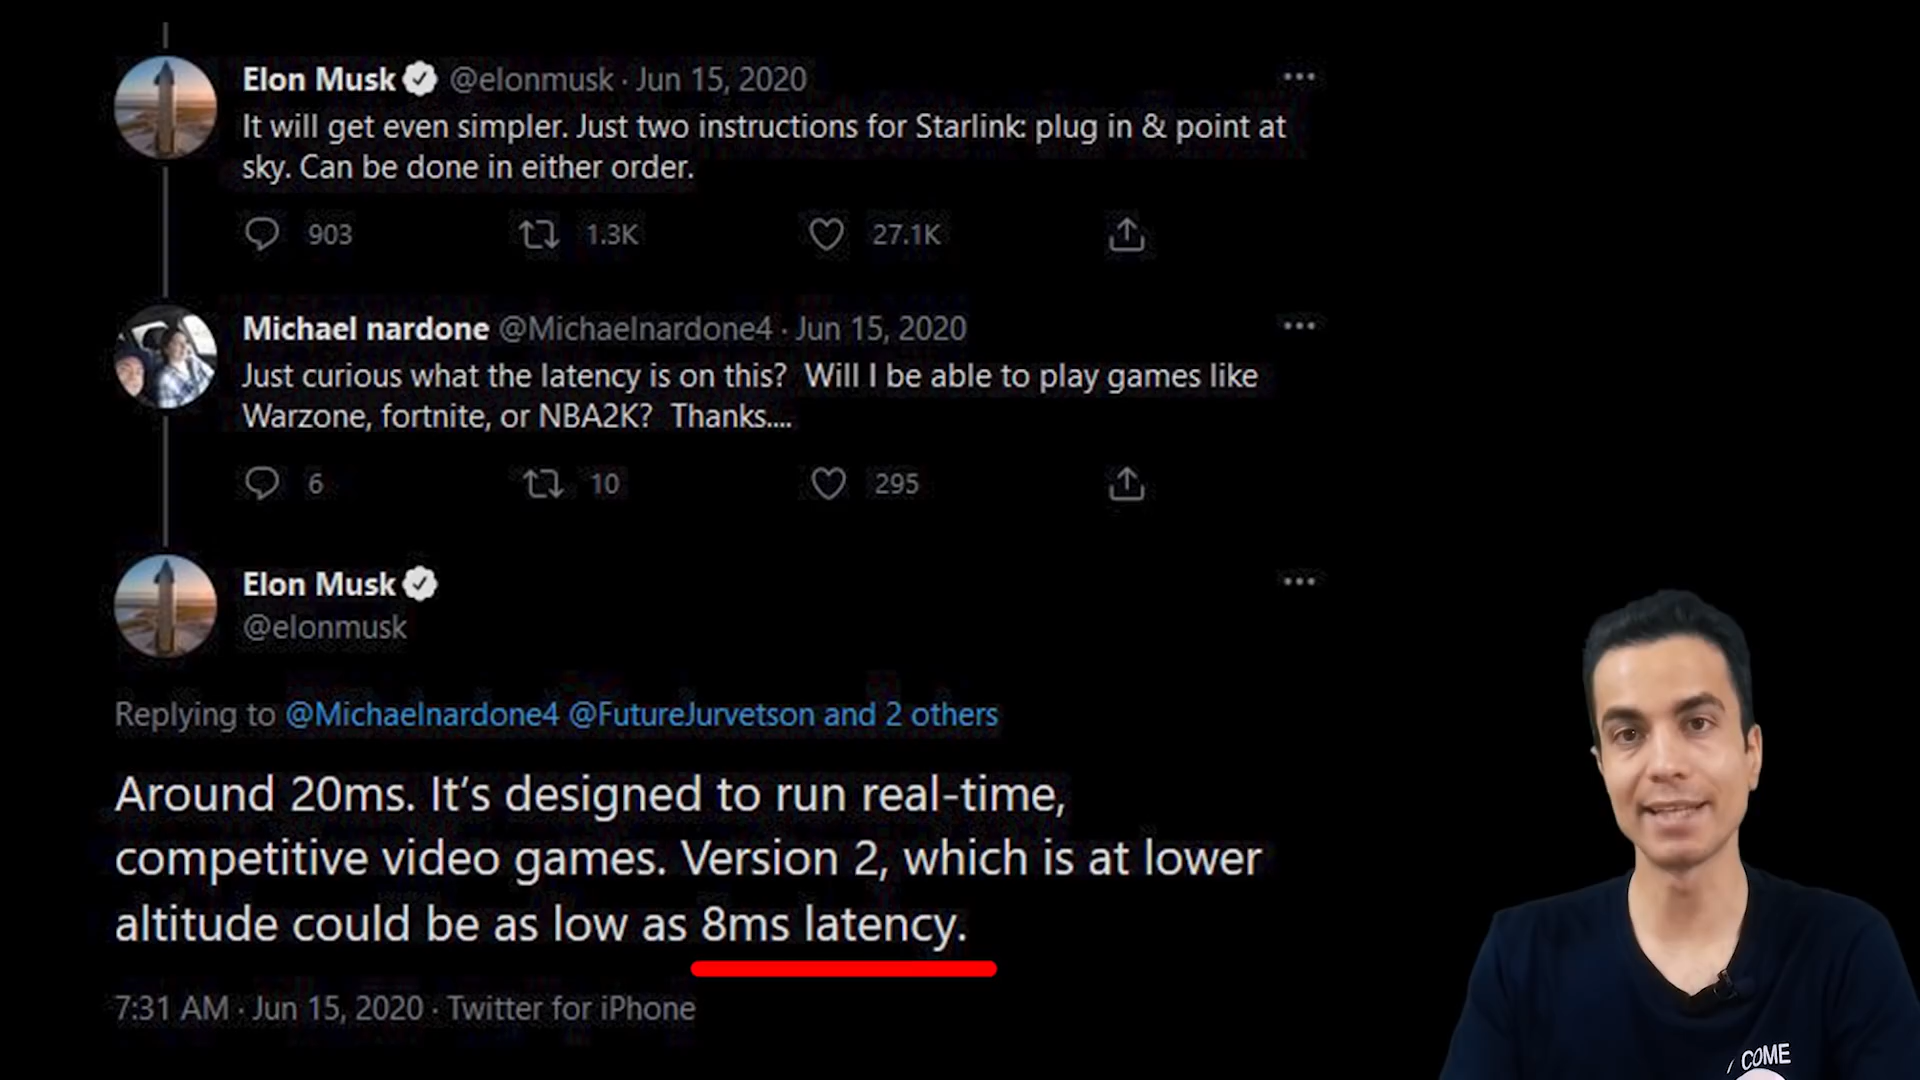 Elon Musk @elonmusk · Jun 15, 2020
It will get even simpler. Just two instructions for Starlink: plug in & point at
sky. Can be done in either order.
903 1.3K 27.1K
Michael nardone @Michaelnardone4 · Jun 15, 2020
Just curious what the latency is on this? Will I be able to play games like
Warzone, fortnite, or NBA2K? Thanks....
6 10 295
Elon Musk
@elonmusk
Replying to @Michaelnardone4 @FutureJurvetson and 2 others
Around 20ms. It’s designed to run real-time,
competitive video games. Version 2, which is at lower
altitude could be as low as 8ms latency.
7:31 AM · Jun 15, 2020 · Twitter for iPhone
COME